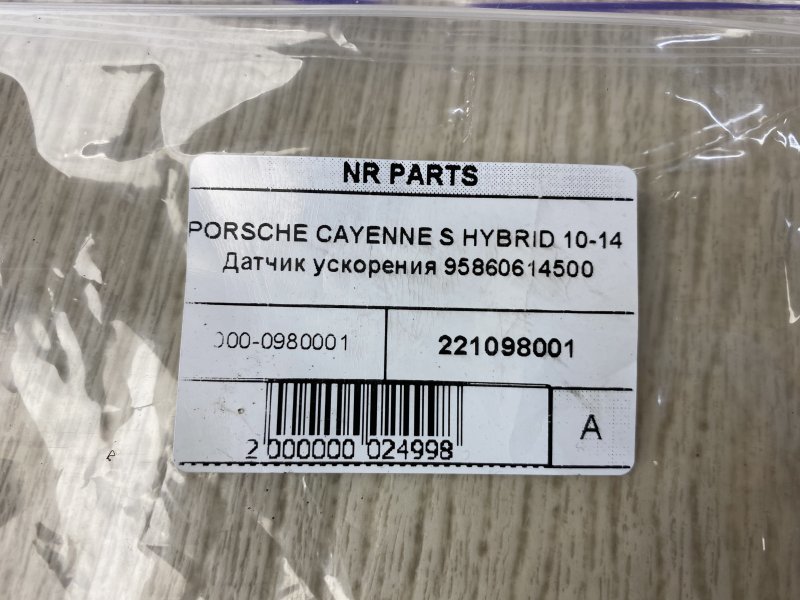 NR PARTS
PORSCHE CAYENNE S HYBRID 10-14
Датчик ускорения 95860614500
000-0980001
221098001
A
2 000000 024998